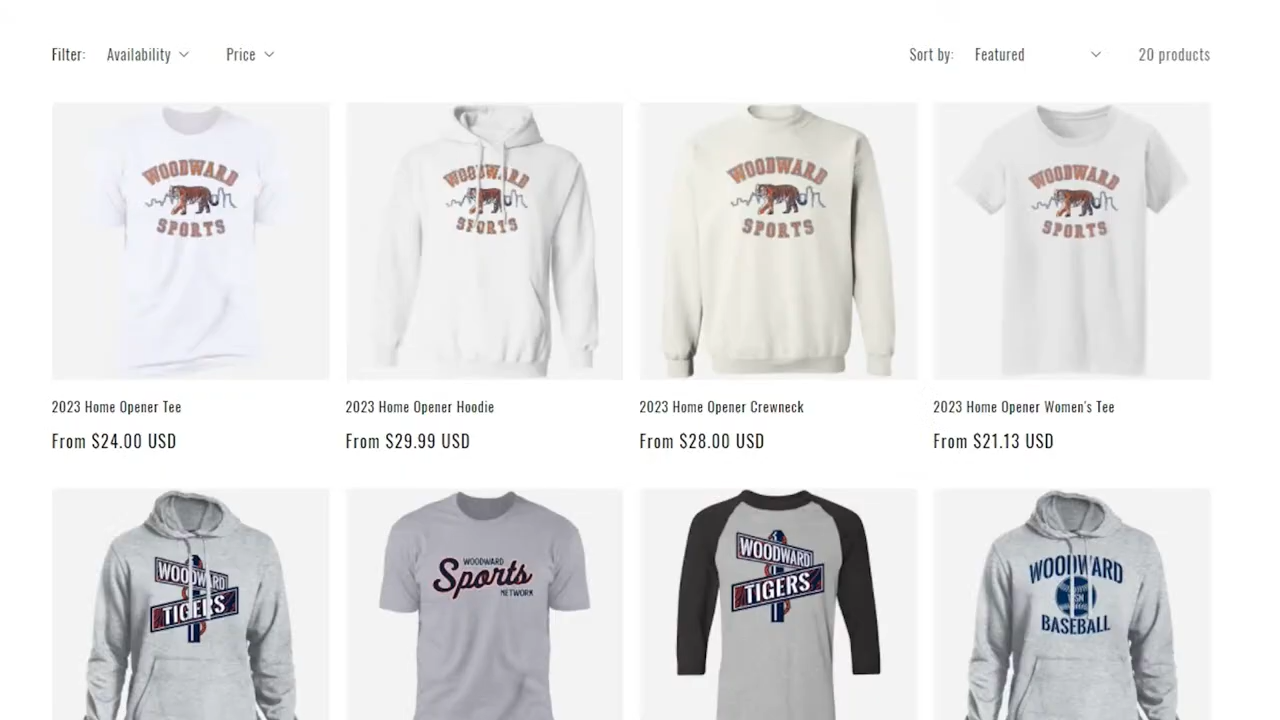 Filter: Availability Price Sort by: Featured 20 products
WOODWARD
SPORTS
WOODWARD
SPORTS
WOODWARD
SPORTS
WOODWARD
SPORTS
2023 Home Opener Tee
From $24.00 USD
2023 Home Opener Hoodie
From $29.99 USD
2023 Home Opener Crewneck
From $28.00 USD
2023 Home Opener Women's Tee
From $21.13 USD
WOODWARD
TIGERS
WOODWARD
Sports
NETWORK
WOODWARD
TIGERS
WOODWARD
WSN
BASEBALL